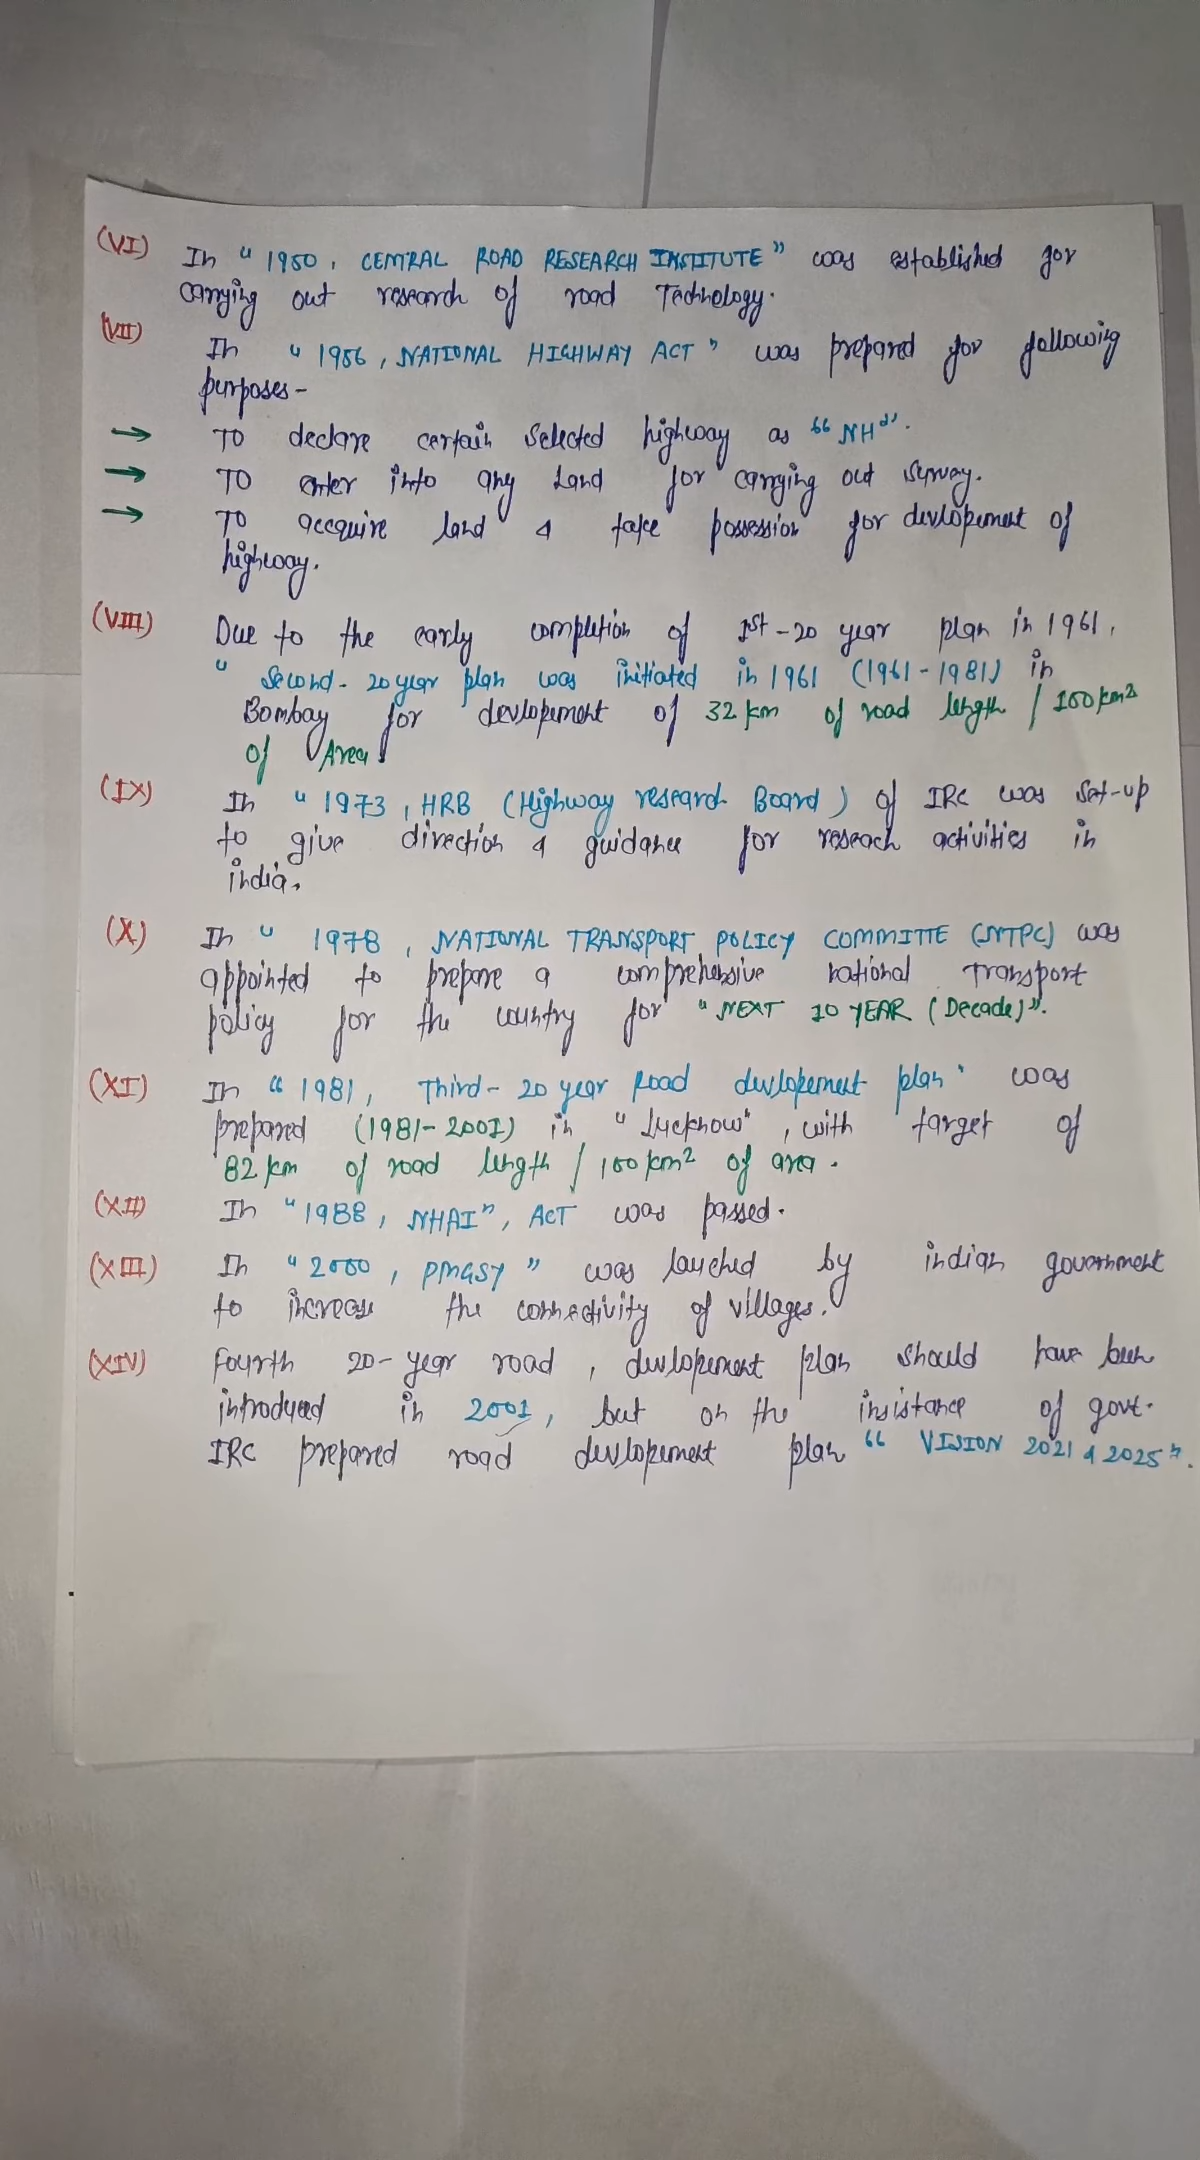 (VI) In "1950, CENTRAL ROAD RESEARCH INSTITUTE" was established for
carrying out research of road Technology.
(VII) In "1956, NATIONAL HIGHWAY ACT" was prepared for following
purposes-
→ TO declare certain selected highway as "NHs".
→ TO enter into any Land for carrying out survay.
→ TO accquire land & take possession for devlopement of
highway.
(VIII) Due to the early completion of 1st-20 year plan in 1961,
"Second-20 year plan was initiated in 1961 (1961-1981) in
Bombay for devlopement of 32 km of road length / 100 km²
of Area.
(IX) In "1973, HRB (Highway research Board) of IRC was set-up
to give direction & guidance for reseach activities in
india.
(X) In "1978, NATIONAL TRANSPORT POLICY COMMITTE (NTPC) was
appointed to prepare a comprehensive national transport
policy for the country for "NEXT 10 YEAR (Decade)".
(XI) In "1981, Third-20 year Road devlopement plan" was
prepared (1981-2001) in "Lucknow", with target of
82 km of road length / 100 km² of area.
(XII) In "1988, NHAI", ACT was passed.
(XIII) In "2000, PMGSY" was lauched by indian government
to increase the connectivity of villages.
(XIV) Fourth 20-year road, devlopement plan should have been
introduced in 2001, but on the insistance of govt.
IRC prepared road devlopement plan "VISION 2021 & 2025".